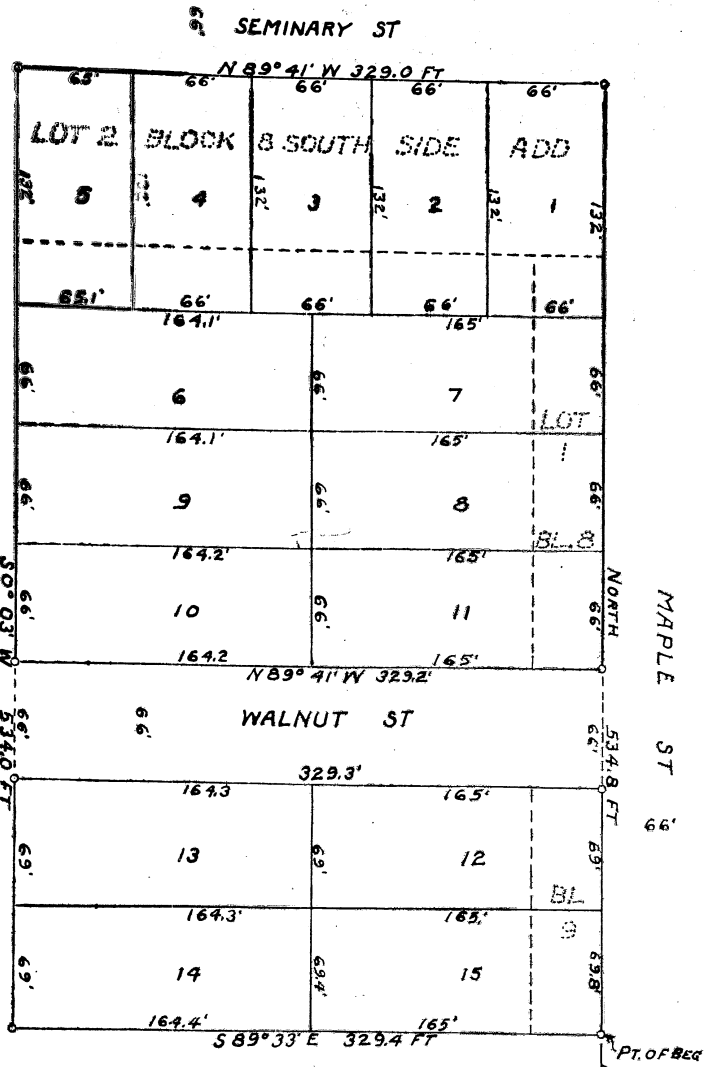 66' SEMINARY ST
N 89° 41' W 329.0 FT
65' 66' 66' 66' 66'
LOT 2 BLOCK 8 SOUTH SIDE ADD
132' 5 132' 4 132' 3 132' 2 132' 1 132'
65.1' 66' 66' 66' 66'
164.1' 165'
66' 6 66' 7 66'
LOT
1
164.1' 165'
66' 9 66' 8 66'
BL. 8
164.2' 165'
66' 10 66' 11 66'
NORTH 534.8 FT
S 0° 03' W 534.0 FT
MAPLE ST 66'
164.2 165'
N 89° 41' W 329.2'
66' 66' WALNUT ST 66'
329.3'
164.3 165'
69' 13 69' 12 69'
BL
9
164.3' 165'
69' 14 69.4' 15 69.8'
164.4' 165'
S 89° 33' E 329.4 FT
PT. OF BEG